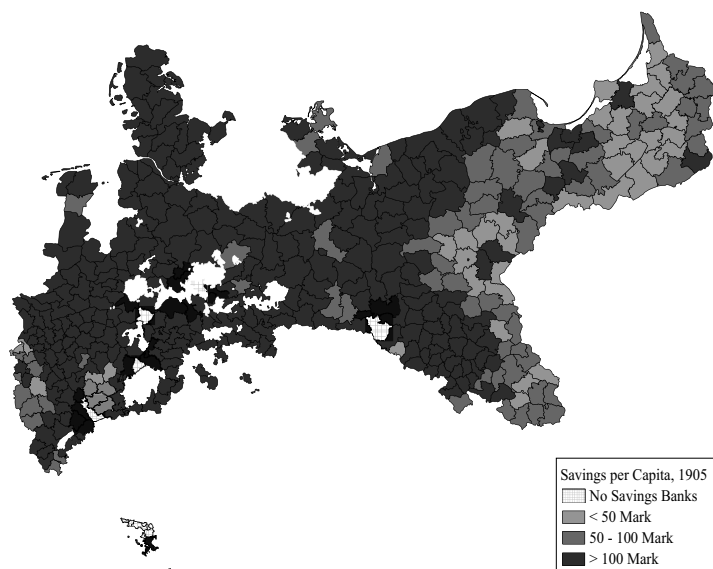 Savings per Capita, 1905
No Savings Banks
< 50 Mark
50 - 100 Mark
> 100 Mark